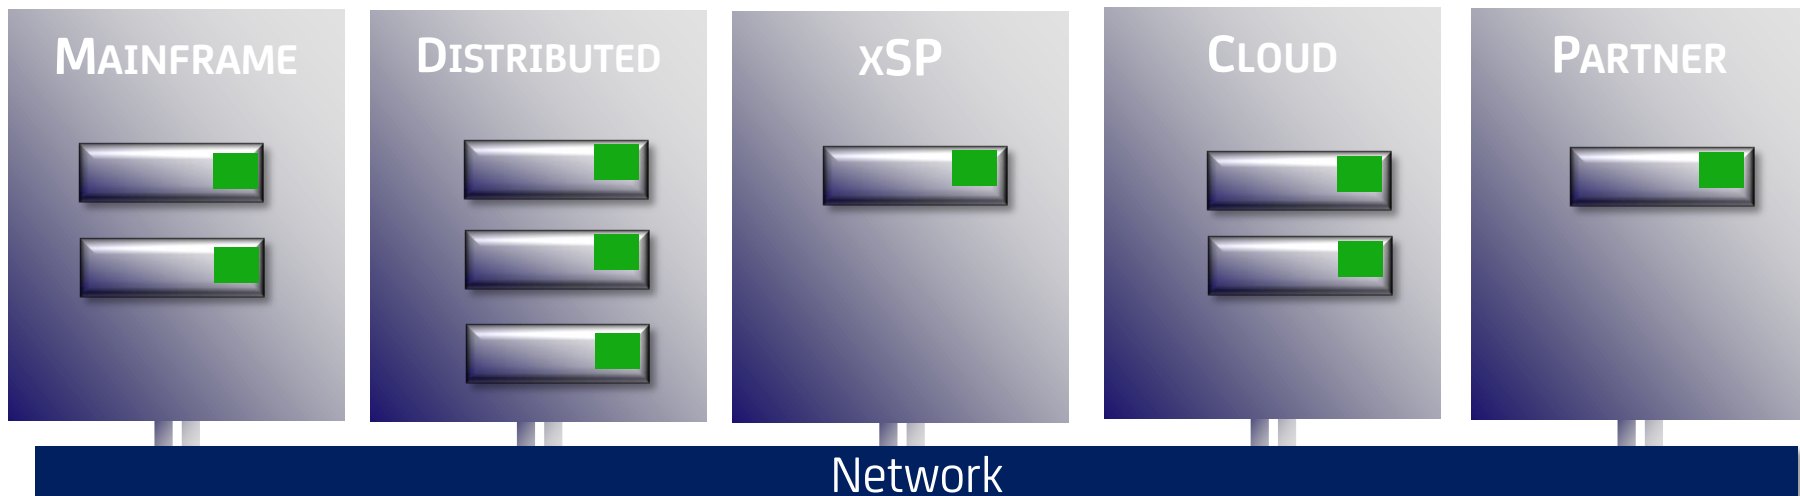 Mainframe
Distributed
xSP
Cloud
Partner
Network